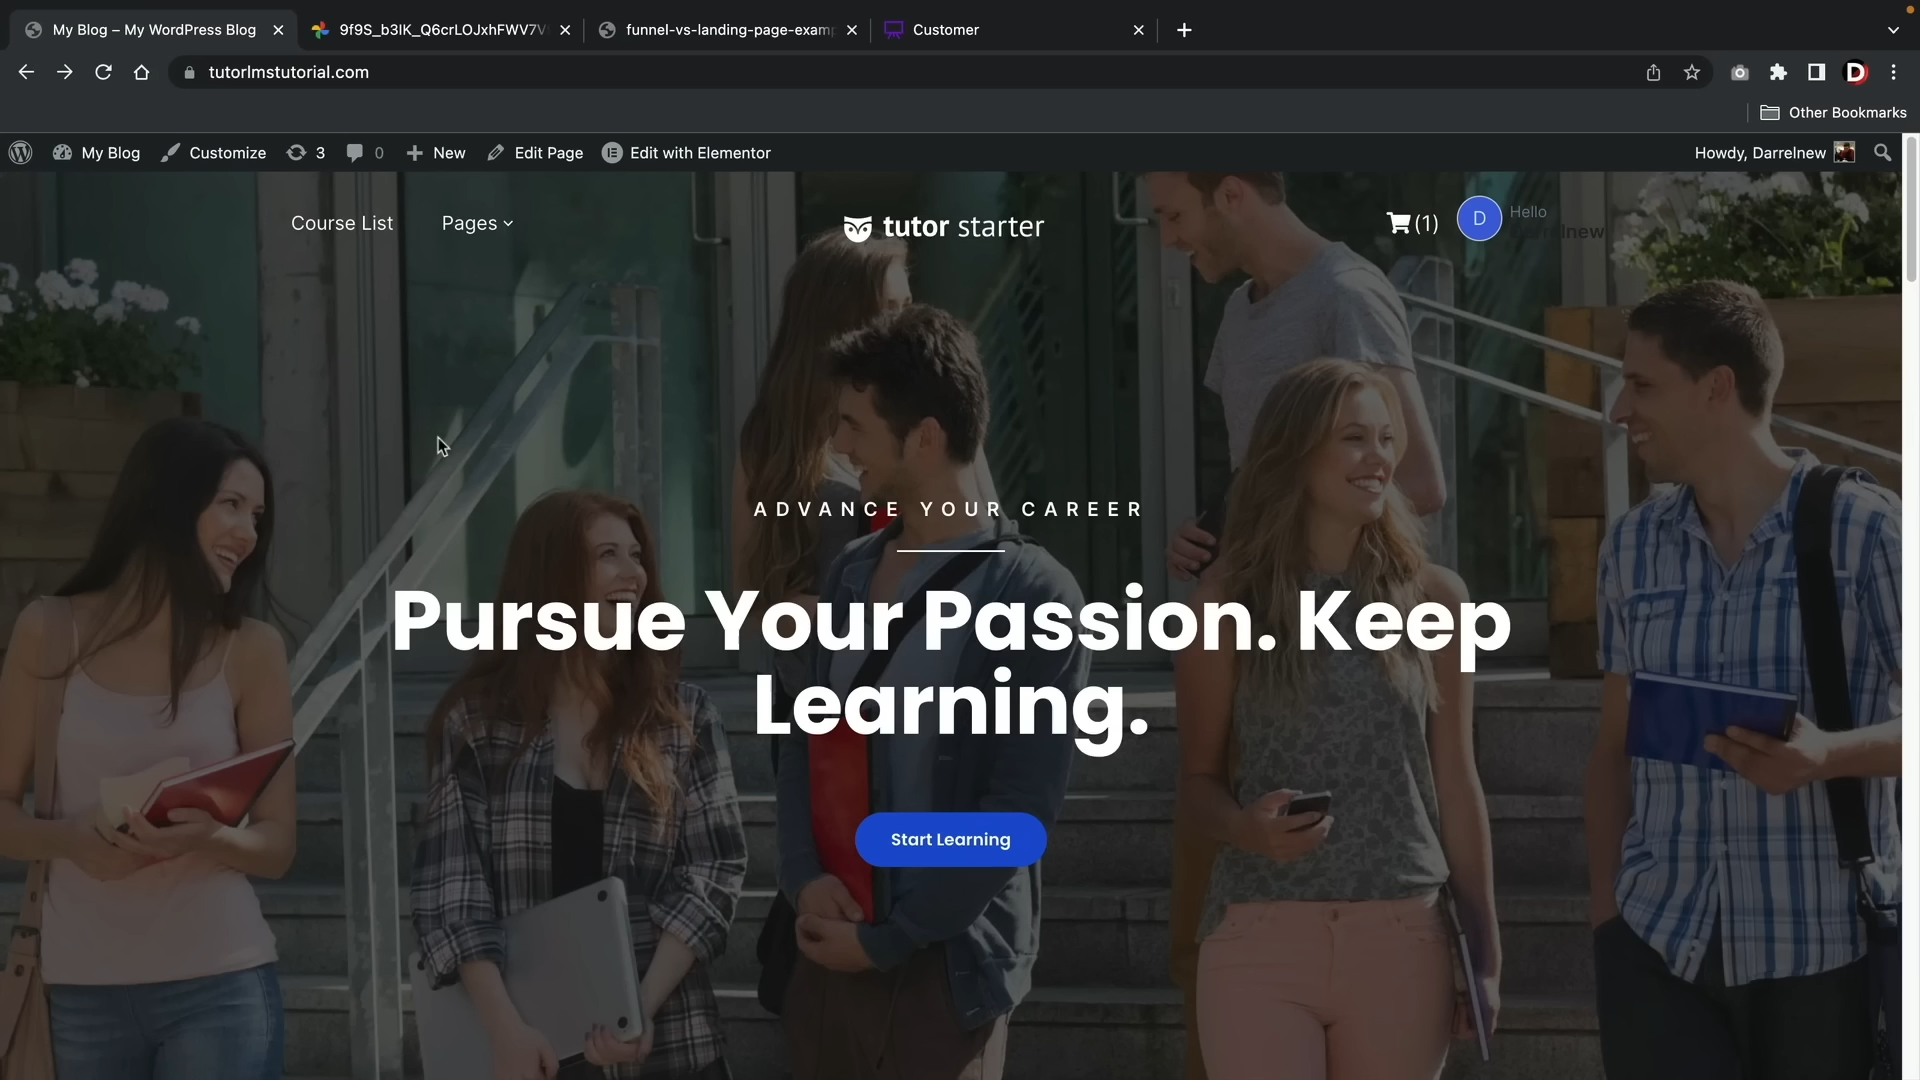 My Blog – My WordPress Blog
9f9S_b3lK_Q6crLOJxhFWV7V
funnel-vs-landing-page-exam
Customer
tutorlmstutorial.com
D
Other Bookmarks
My Blog
Customize
3
0
New
Edit Page
Edit with Elementor
Howdy, Darrelnew
Course List
Pages
tutor starter
(1)
D
Hello
lnew
ADVANCE YOUR CAREER
Pursue Your Passion. Keep
Learning.
Start Learning